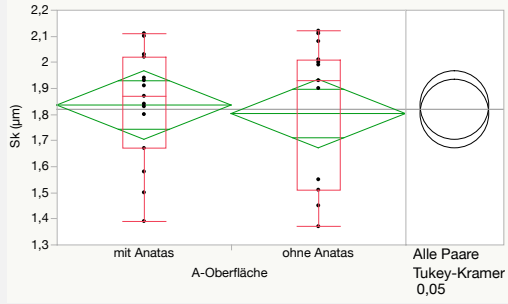 2,2
2,1
2
1,9
1,8
1,7
1,6
1,5
1,4
1,3
Sk (µm)
mit Anatas
ohne Anatas
A-Oberfläche
Alle Paare
Tukey-Kramer
0,05